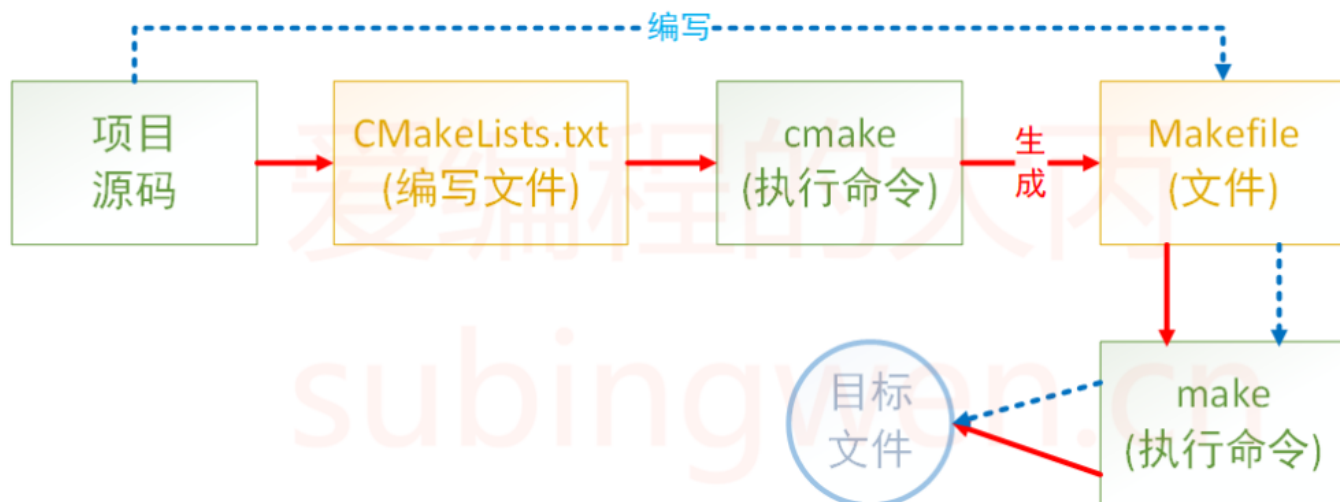 编写
项目
源码
CMakeLists.txt
(编写文件)
cmake
(执行命令)
生
成
Makefile
(文件)
爱编程的大丙
subingwen.cn
目标
文件
make
(执行命令)